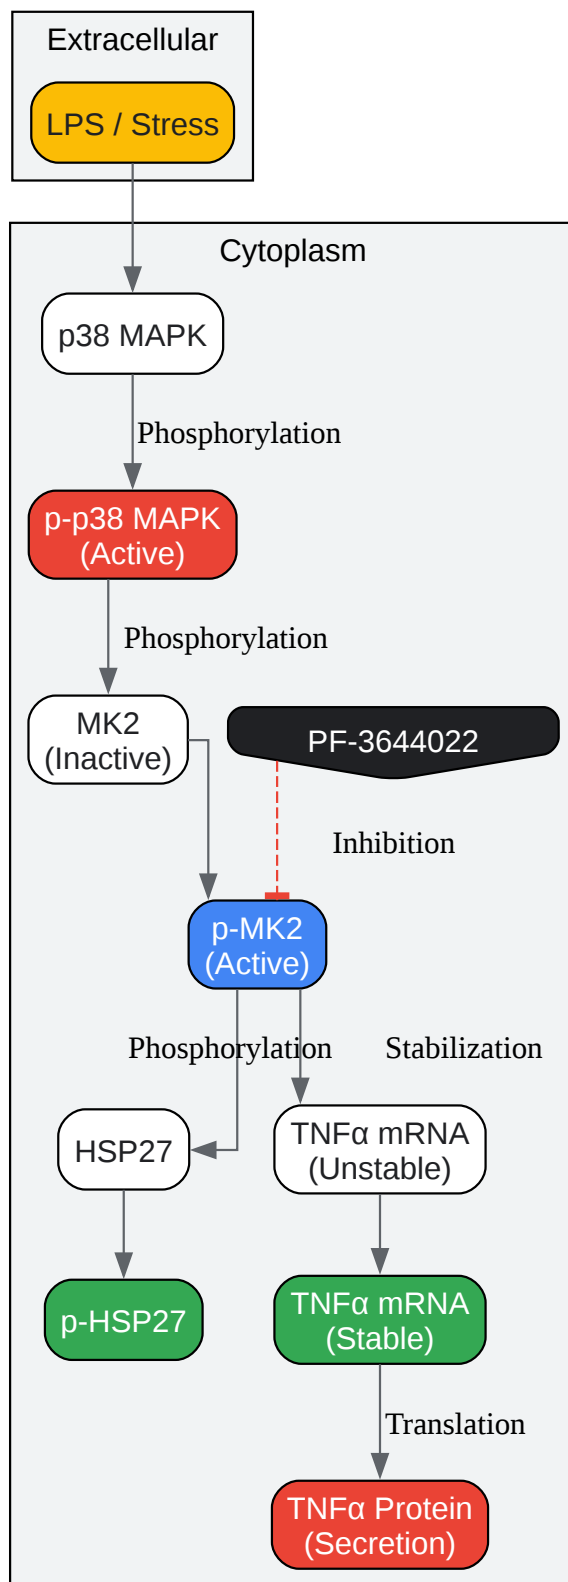 Extracellular
LPS / Stress
Cytoplasm
p38 MAPK
Phosphorylation
p-p38 MAPK
(Active)
Phosphorylation
MK2
(Inactive)
PF-3644022
Inhibition
p-MK2
(Active)
Phosphorylation
Stabilization
HSP27
TNFα mRNA
(Unstable)
p-HSP27
TNFα mRNA
(Stable)
Translation
TNFα Protein
(Secretion)